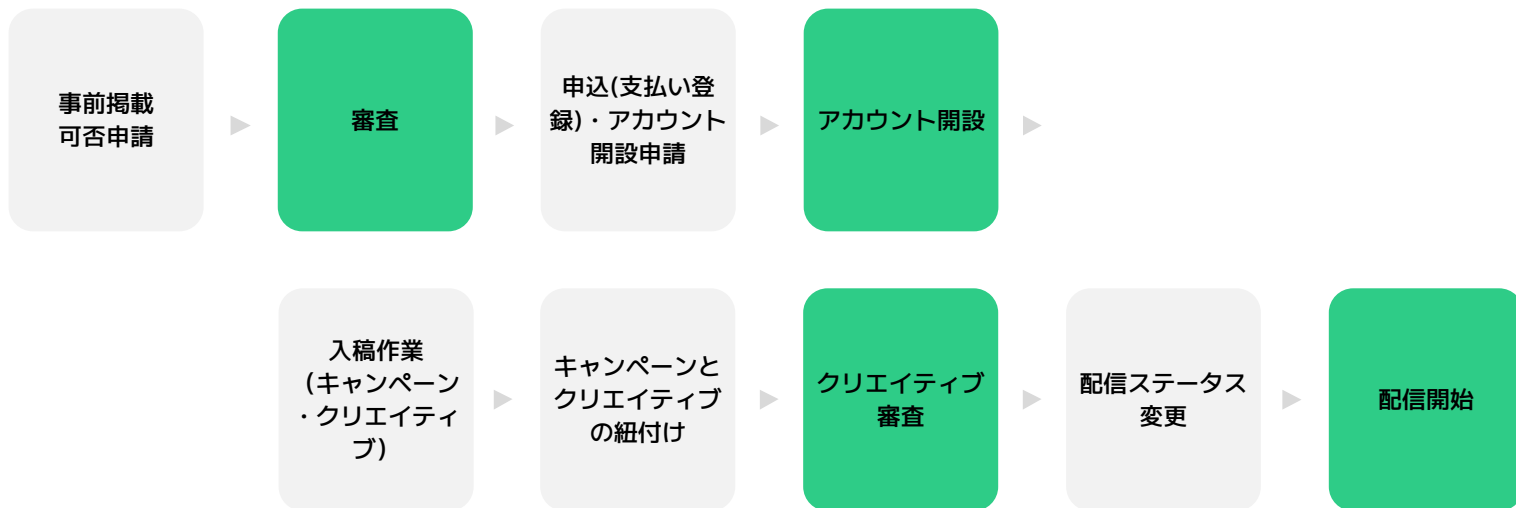 事前掲載
可否申請
審査
申込(支払い登
録)・アカウント
開設申請
アカウント開設
入稿作業
（キャンペーン
・クリエイティ
ブ）
キャンペーンと
クリエイティブ
の紐付け
クリエイティブ
審査
配信ステータス
変更
配信開始